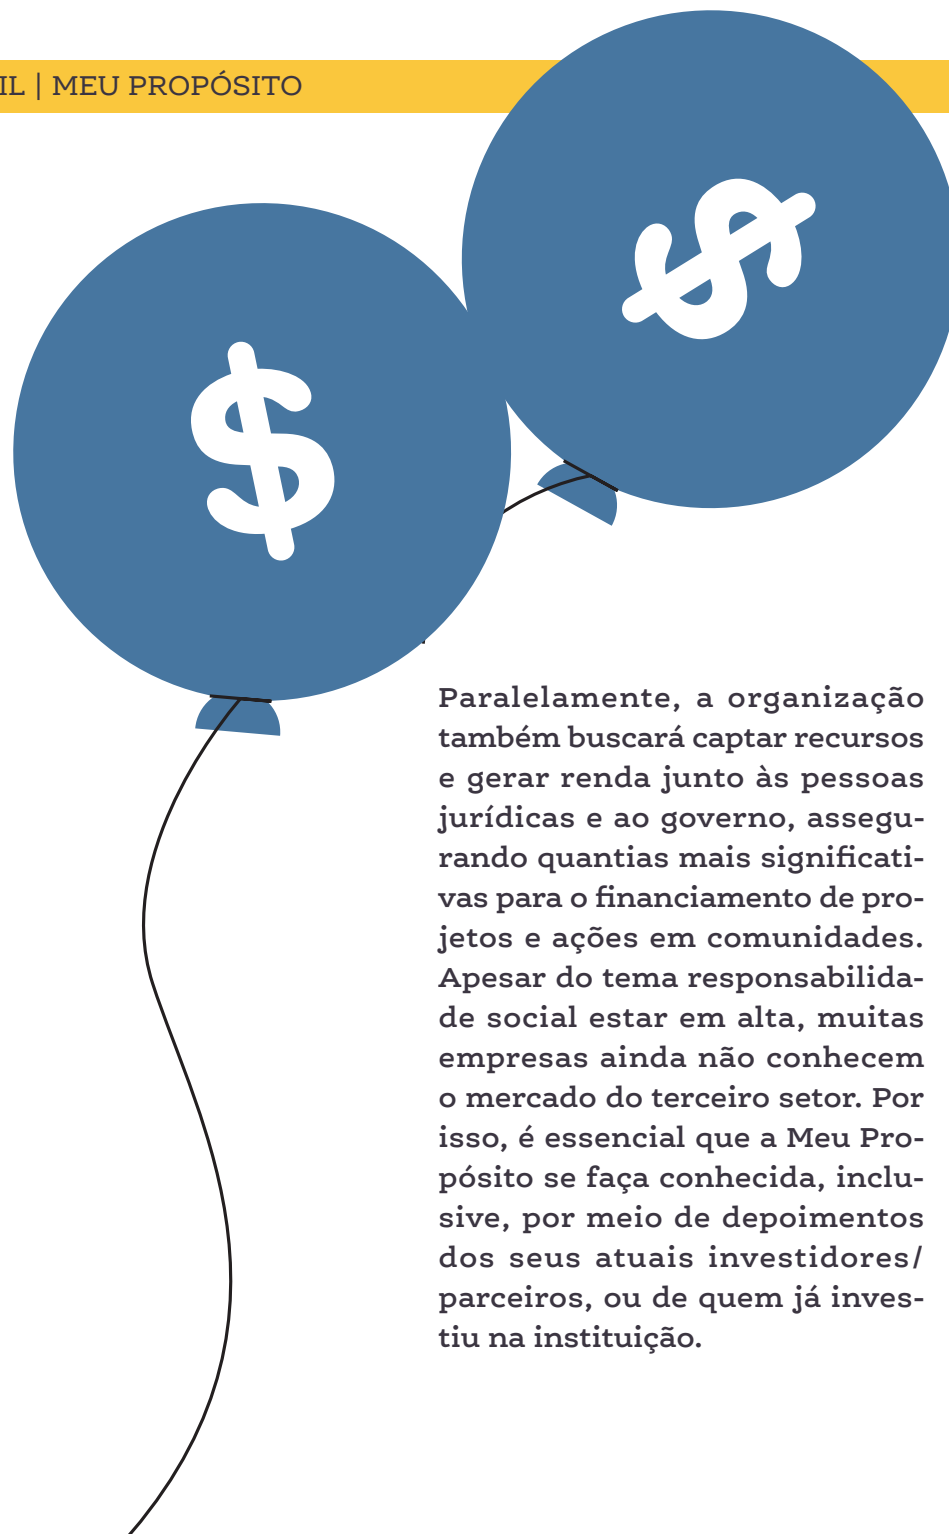 IL | MEU PROPÓSITO
$
$
Paralelamente, a organização
também buscará captar recursos
e gerar renda junto às pessoas
jurídicas e ao governo, assegu-
rando quantias mais significati-
vas para o financiamento de pro-
jetos e ações em comunidades.
Apesar do tema responsabilida-
de social estar em alta, muitas
empresas ainda não conhecem
o mercado do terceiro setor. Por
isso, é essencial que a Meu Pro-
pósito se faça conhecida, inclu-
sive, por meio de depoimentos
dos seus atuais investidores/
parceiros, ou de quem já inves-
tiu na instituição.